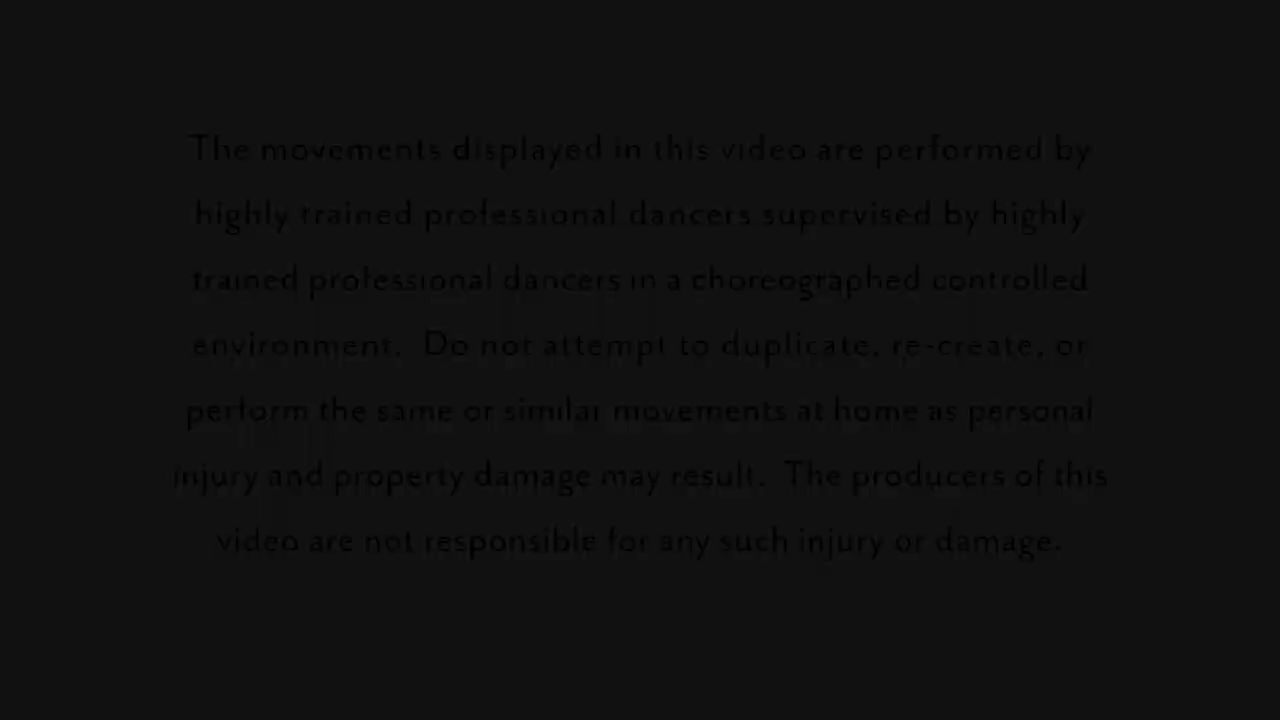 The movements displayed in this video are performed by
highly trained professional dancers supervised by highly
trained professional dancers in a choreographed controlled
environment.  Do not attempt to duplicate, re-create, or
perform the same or similar movements at home as personal
injury and property damage may result.  The producers of this
video are not responsible for any such injury or damage.